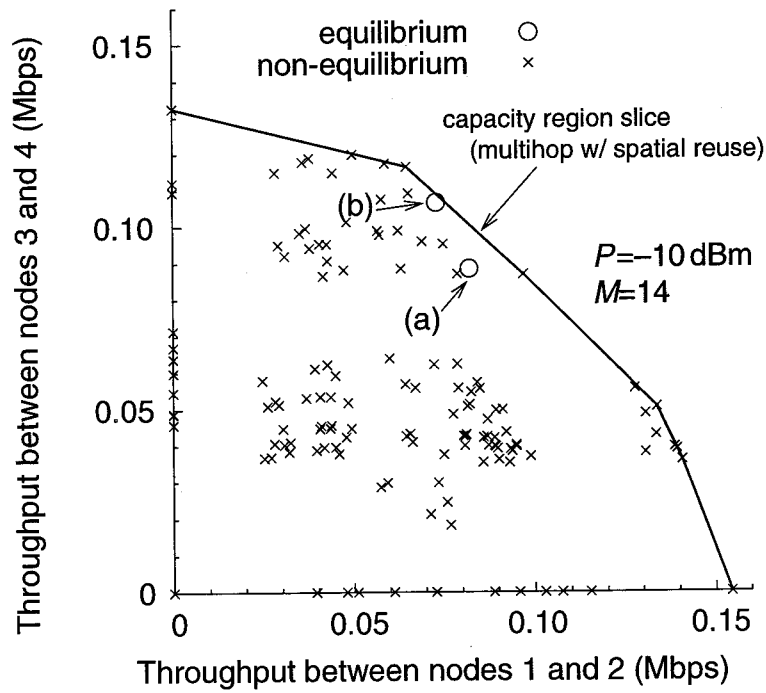 0.15
0.10
0.05
0
Throughput between nodes 3 and 4 (Mbps)
equilibrium
non-equilibrium
capacity region slice
(multihop w/ spatial reuse)
(b)
(a)
P=–10 dBm
M=14
0
0.05
0.10
0.15
Throughput between nodes 1 and 2 (Mbps)